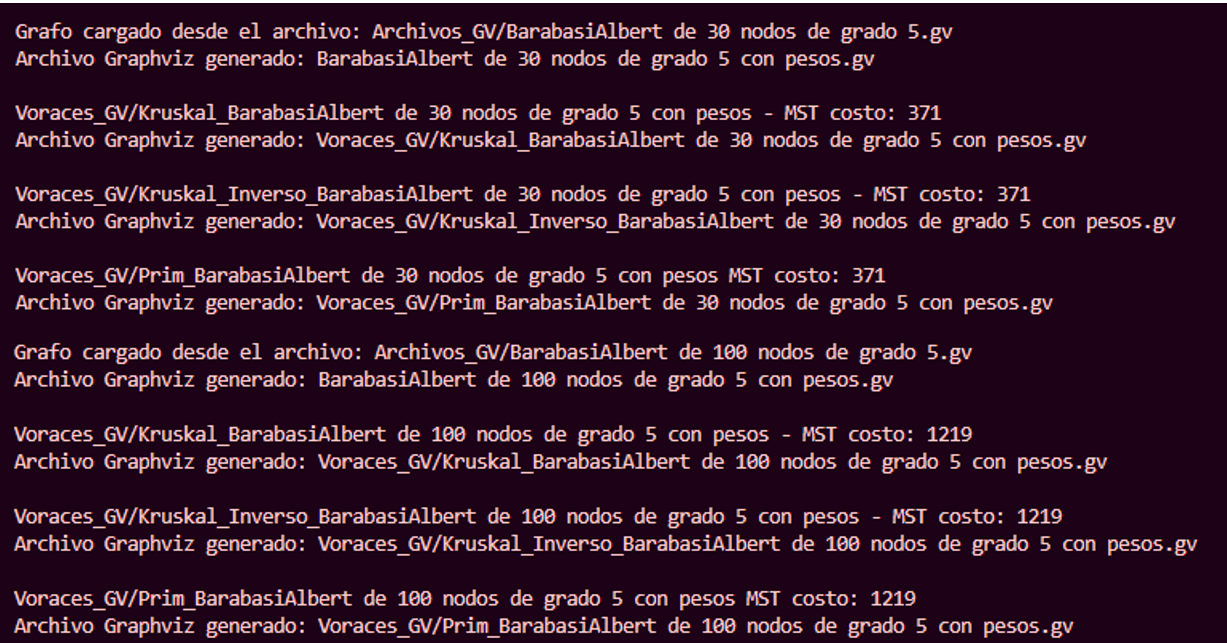 Grafo cargado desde el archivo: Archivos_GV/BarabasiAlbert de 30 nodos de grado 5.gv
Archivo Graphviz generado: BarabasiAlbert de 30 nodos de grado 5 con pesos.gv
Voraces_GV/Kruskal_BarabasiAlbert de 30 nodos de grado 5 con pesos - MST costo: 371
Archivo Graphviz generado: Voraces_GV/Kruskal_BarabasiAlbert de 30 nodos de grado 5 con pesos.gv
Voraces_GV/Kruskal_Inverso_BarabasiAlbert de 30 nodos de grado 5 con pesos - MST costo: 371
Archivo Graphviz generado: Voraces_GV/Kruskal_Inverso_BarabasiAlbert de 30 nodos de grado 5 con pesos.gv
Voraces_GV/Prim_BarabasiAlbert de 30 nodos de grado 5 con pesos MST costo: 371
Archivo Graphviz generado: Voraces_GV/Prim_BarabasiAlbert de 30 nodos de grado 5 con pesos.gv
Grafo cargado desde el archivo: Archivos_GV/BarabasiAlbert de 100 nodos de grado 5.gv
Archivo Graphviz generado: BarabasiAlbert de 100 nodos de grado 5 con pesos.gv
Voraces_GV/Kruskal_BarabasiAlbert de 100 nodos de grado 5 con pesos - MST costo: 1219
Archivo Graphviz generado: Voraces_GV/Kruskal_BarabasiAlbert de 100 nodos de grado 5 con pesos.gv
Voraces_GV/Kruskal_Inverso_BarabasiAlbert de 100 nodos de grado 5 con pesos - MST costo: 1219
Archivo Graphviz generado: Voraces_GV/Kruskal_Inverso_BarabasiAlbert de 100 nodos de grado 5 con pesos.gv
Voraces_GV/Prim_BarabasiAlbert de 100 nodos de grado 5 con pesos MST costo: 1219
Archivo Graphviz generado: Voraces_GV/Prim_BarabasiAlbert de 100 nodos de grado 5 con pesos.gv